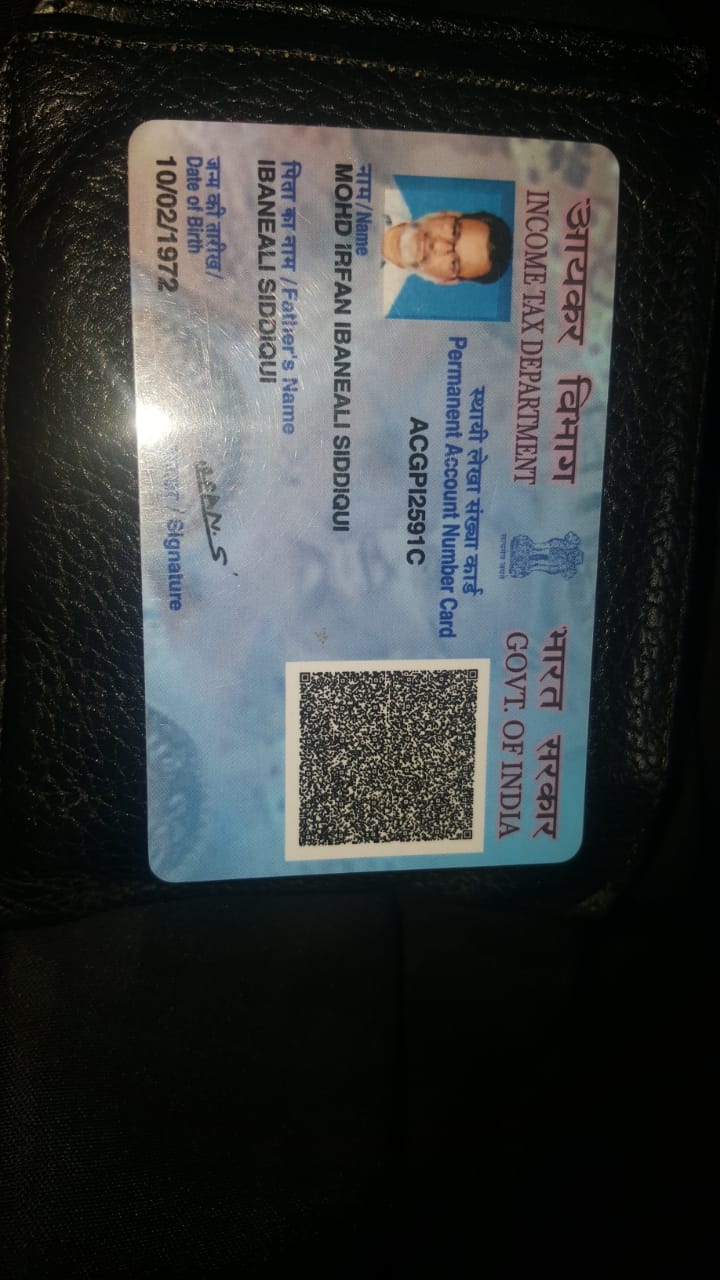 आयकर विभाग
INCOME TAX DEPARTMENT
भारत सरकार
GOVT. OF INDIA
स्थायी लेखा संख्या कार्ड
Permanent Account Number Card
ACGPI2591C
नाम / Name
MOHD IRFAN IBANEALI SIDDIQUI
पिता का नाम / Father's Name
IBANEALI SIDDIQUI
जन्म की तारीख /
Date of Birth
10/02/1972
/ Signature